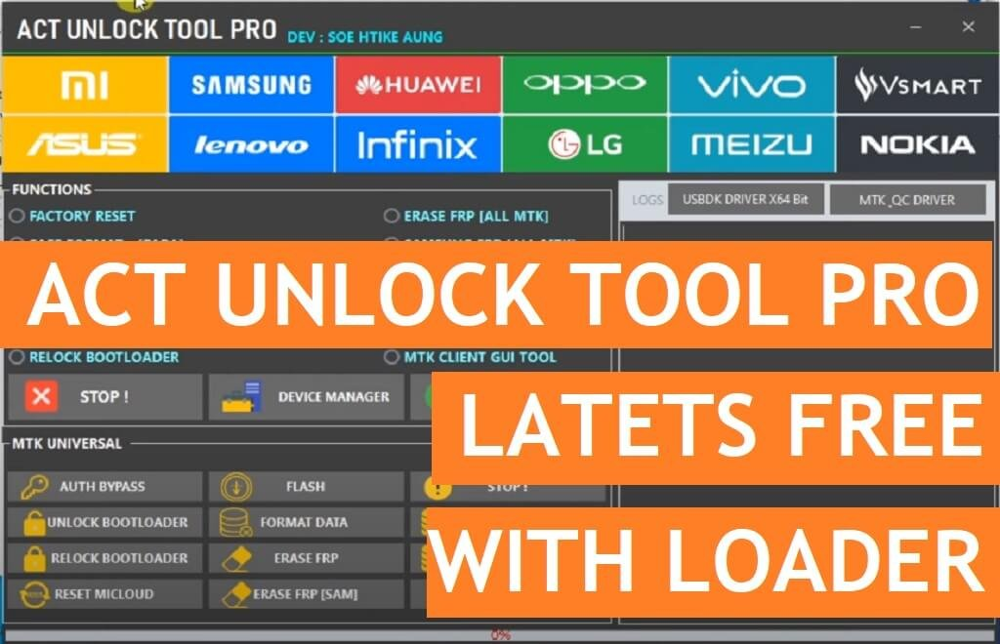 ACT UNLOCK TOOL PRO DEV : SOE HTIKE AUNG
MI SAMSUNG HUAWEI OPPO VIVO VSMART
ASUS lenovo Infinix LG MEIZU NOKIA
FUNCTIONS
LOGS USBDK DRIVER X64 Bit MTK_QC DRIVER
FACTORY RESET ERASE FRP [ALL MTK]
ACT UNLOCK TOOL PRO
RELOCK BOOTLOADER MTK CLIENT GUI TOOL
STOP ! DEVICE MANAGER
LATETS FREE
MTK UNIVERSAL
AUTH BYPASS FLASH STOP!
UNLOCK BOOTLOADER FORMAT DATA
RELOCK BOOTLOADER ERASE FRP
WITH LOADER
RESET MICLOUD ERASE FRP [SAM]
0%